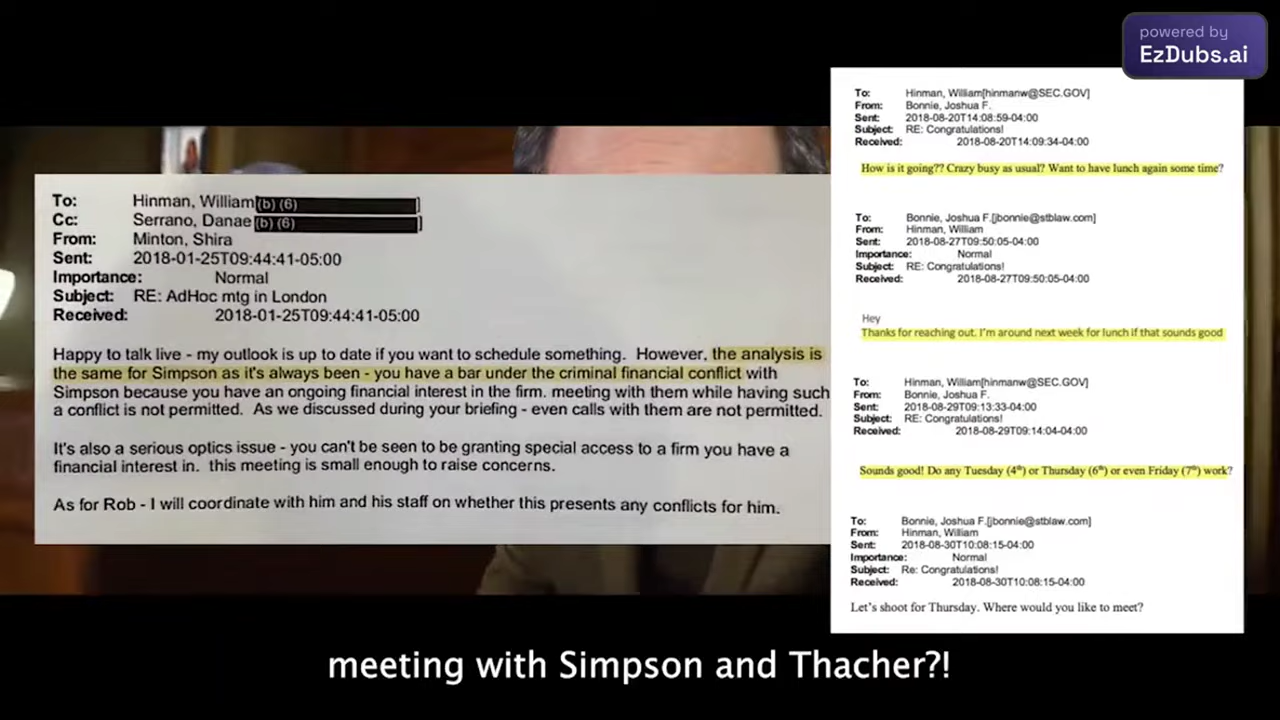 powered by
EzDubs.ai
To: Hinman, William (b) (6)
Cc: Serrano, Danae (b) (6)
From: Minton, Shira
Sent: 2018-01-25T09:44:41-05:00
Importance: Normal
Subject: RE: AdHoc mtg in London
Received: 2018-01-25T09:44:41-05:00
Happy to talk live - my outlook is up to date if you want to schedule something. However, the analysis is
the same for Simpson as it's always been - you have a bar under the criminal financial conflict with
Simpson because you have an ongoing financial interest in the firm. meeting with them while having such
a conflict is not permitted. As we discussed during your briefing - even calls with them are not permitted.
It's also a serious optics issue - you can't be seen to be granting special access to a firm you have a
financial interest in. this meeting is small enough to raise concerns.
As for Rob - I will coordinate with him and his staff on whether this presents any conflicts for him.
To: Hinman, William[hinmanw@SEC.GOV]
From: Bonnie, Joshua F.
Sent: 2018-08-20T14:08:59-04:00
Subject: RE: Congratulations!
Received: 2018-08-20T14:09:34-04:00
How is it going?? Crazy busy as usual? Want to have lunch again some time?
To: Bonnie, Joshua F.[jbonnie@stblaw.com]
From: Hinman, William
Sent: 2018-08-27T09:50:05-04:00
Importance: Normal
Subject: RE: Congratulations!
Received: 2018-08-27T09:50:05-04:00
Hey
Thanks for reaching out. I'm around next week for lunch if that sounds good
To: Hinman, William[hinmanw@SEC.GOV]
From: Bonnie, Joshua F.
Sent: 2018-08-29T09:13:33-04:00
Subject: RE: Congratulations!
Received: 2018-08-29T09:14:04-04:00
Sounds good! Do any Tuesday (4th) or Thursday (6th) or even Friday (7th) work?
To: Bonnie, Joshua F.[jbonnie@stblaw.com]
From: Hinman, William
Sent: 2018-08-30T10:08:15-04:00
Importance: Normal
Subject: Re: Congratulations!
Received: 2018-08-30T10:08:15-04:00
Let's shoot for Thursday. Where would you like to meet?
meeting with Simpson and Thacher?!